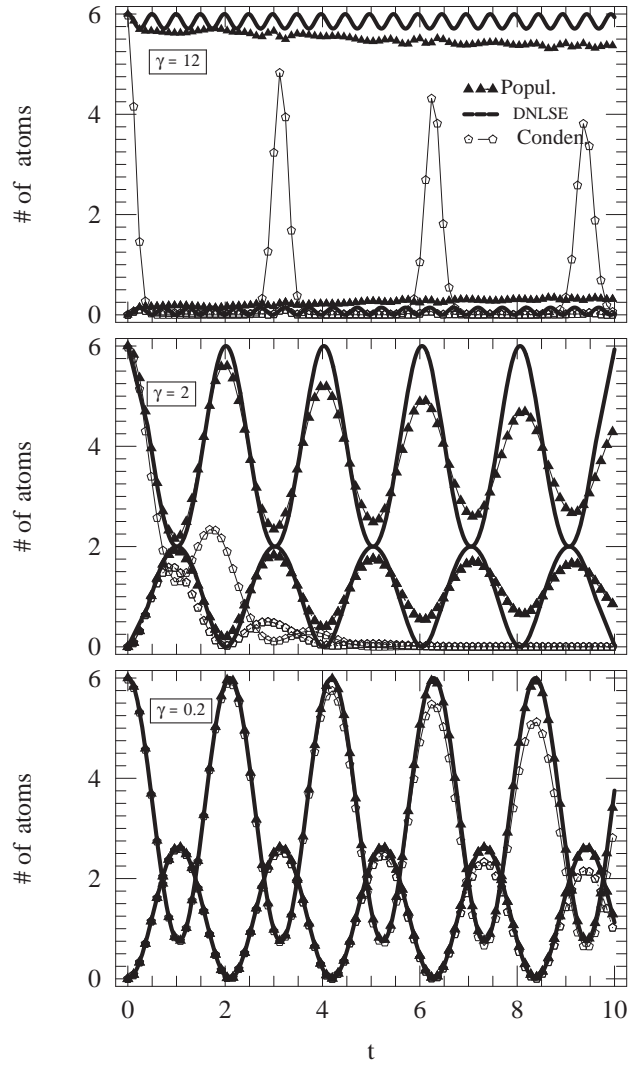 6
γ = 12
Popul.
4
DNLSE
Conden.
# of atoms
2
0
6
γ = 2
4
# of atoms
2
0
6
γ = 0.2
4
# of atoms
2
0
0 2 4 6 8 10
t